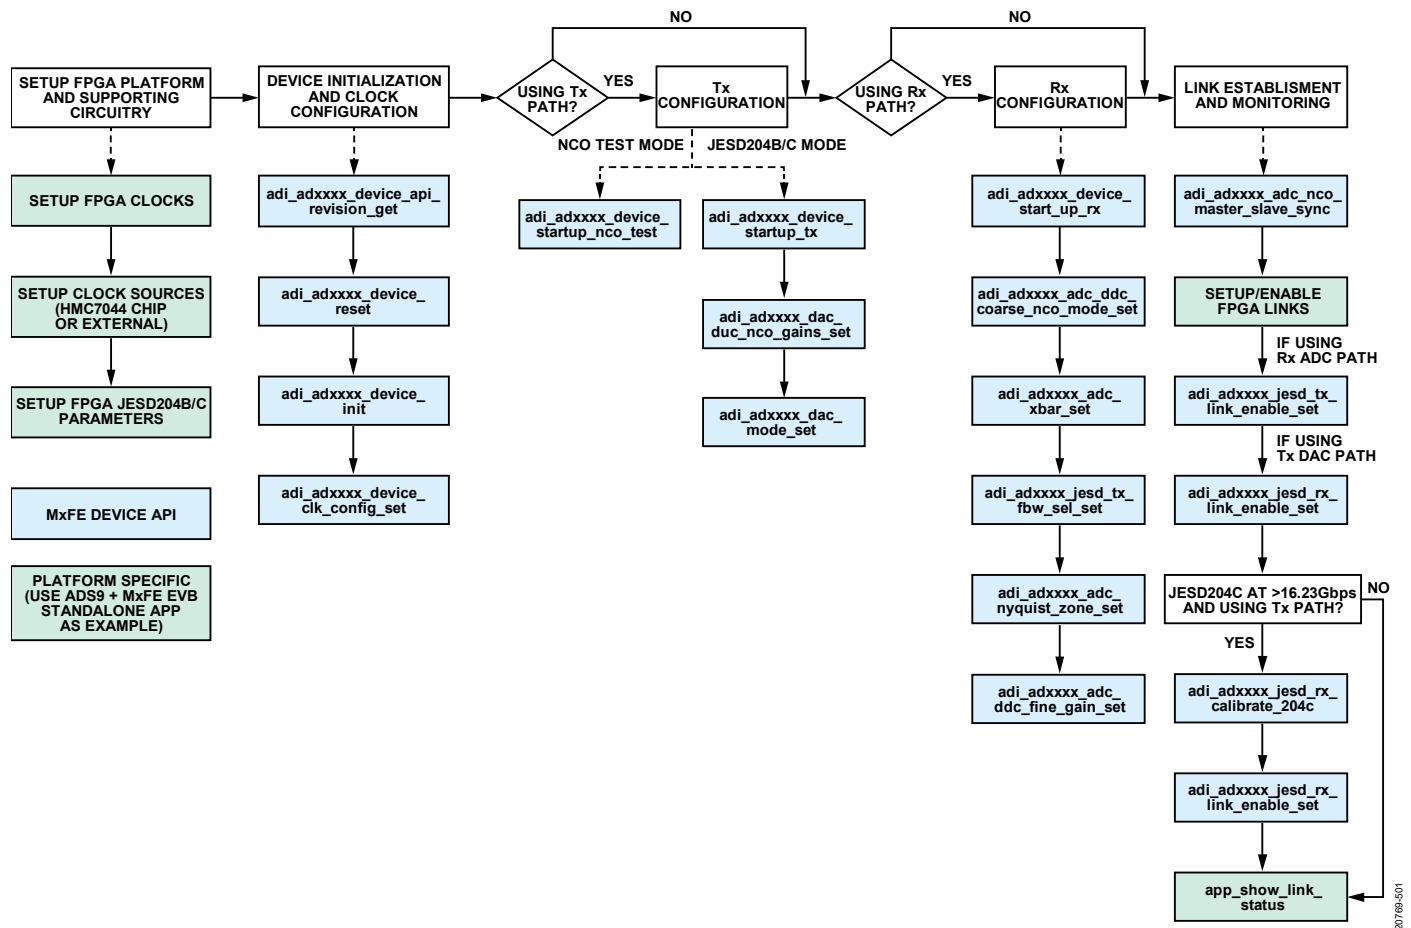 NO
NO
SETUP FPGA PLATFORM
AND SUPPORTING
CIRCUITRY
DEVICE INITIALIZATION
AND CLOCK
CONFIGURATION
USING Tx
PATH?
YES
Tx
CONFIGURATION
USING Rx
PATH?
YES
Rx
CONFIGURATION
LINK ESTABLISMENT
AND MONITORING
NCO TEST MODE
JESD204B/C MODE
SETUP FPGA CLOCKS
SETUP CLOCK SOURCES
(HMC7044 CHIP
OR EXTERNAL)
SETUP FPGA JESD204B/C
PARAMETERS
MxFE DEVICE API
PLATFORM SPECIFIC
(USE ADS9 + MxFE EVB
STANDALONE APP
AS EXAMPLE)
adi_adxxxx_device_api_
revision_get
adi_adxxxx_device_
reset
adi_adxxxx_device_
init
adi_adxxxx_device_
clk_config_set
adi_adxxxx_device_
startup_nco_test
adi_adxxxx_device_
startup_tx
adi_adxxxx_dac_
duc_nco_gains_set
adi_adxxxx_dac_
mode_set
adi_adxxxx_device_
start_up_rx
adi_adxxxx_adc_ddc_
coarse_nco_mode_set
adi_adxxxx_adc_
xbar_set
adi_adxxxx_jesd_tx_
fbw_sel_set
adi_adxxxx_adc_
nyquist_zone_set
adi_adxxxx_adc_
ddc_fine_gain_set
adi_adxxxx_adc_nco_
master_slave_sync
SETUP/ENABLE
FPGA LINKS
IF USING
Rx ADC PATH
adi_adxxxx_jesd_tx_
link_enable_set
IF USING
Tx DAC PATH
adi_adxxxx_jesd_rx_
link_enable_set
JESD204C AT >16.23Gbps
AND USING Tx PATH?
NO
YES
adi_adxxxx_jesd_rx_
calibrate_204c
adi_adxxxx_jesd_rx_
link_enable_set
app_show_link_
status
20769-501